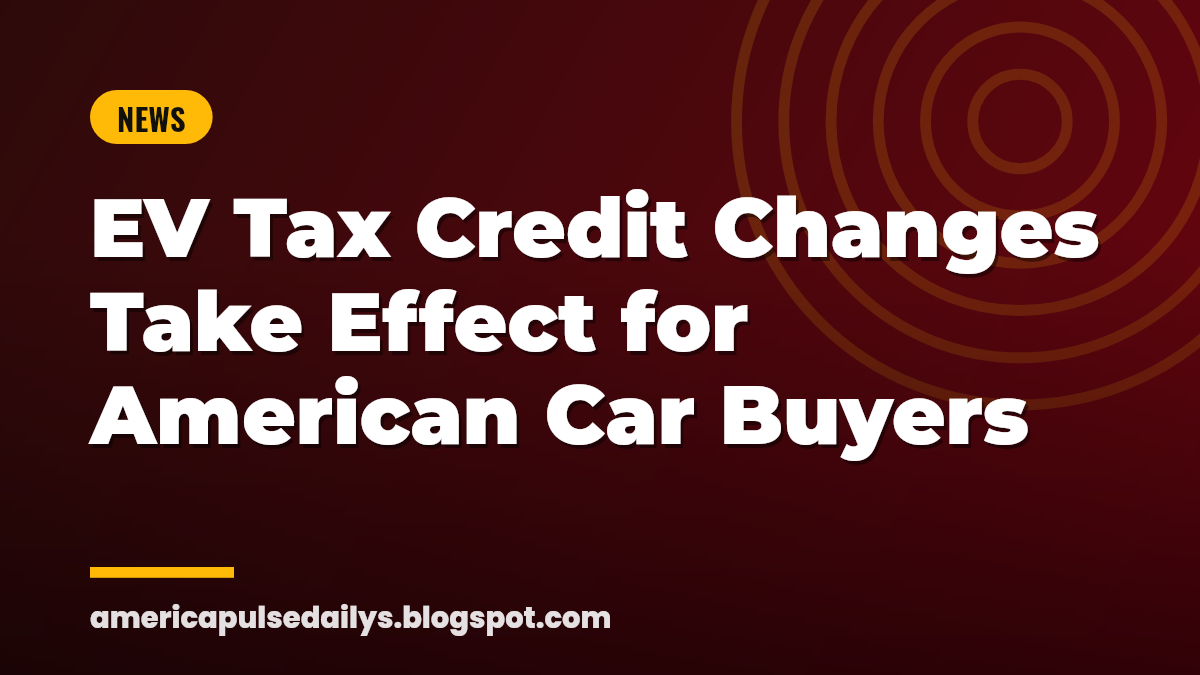 NEWS
EV Tax Credit Changes
Take Effect for
American Car Buyers
americapulsedailys.blogspot.com